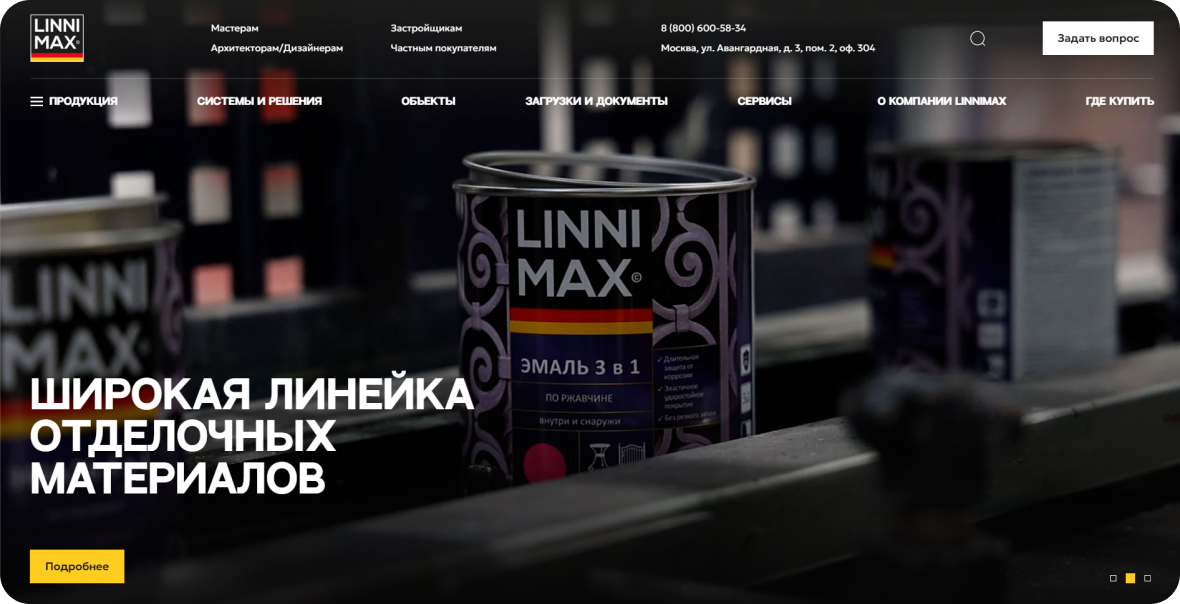 LINNI
MAX
Мастерам
Архитекторам/Дизайнерам
Застройщикам
Частным покупателям
8 (800) 600-58-34
Москва, ул. Авангардная, д. 3, пом. 2, оф. 304
Задать вопрос
ПРОДУКЦИЯ
СИСТЕМЫ И РЕШЕНИЯ
ОБЪЕКТЫ
ЗАГРУЗКИ И ДОКУМЕНТЫ
СЕРВИСЫ
О КОМПАНИИ LINNIMAX
ГДЕ КУПИТЬ
LINNI
MAX
LINNI
MAX©
ЭМАЛЬ 3 в 1
ПО РЖАВЧИНЕ
внутри и снаружи
✓ Длительная
защита от
коррозии
✓ Эластичное
ударостойкое
покрытие
✓ Без резкого запаха
ШИРОКАЯ ЛИНЕЙКА
ОТДЕЛОЧНЫХ
МАТЕРИАЛОВ
Подробнее